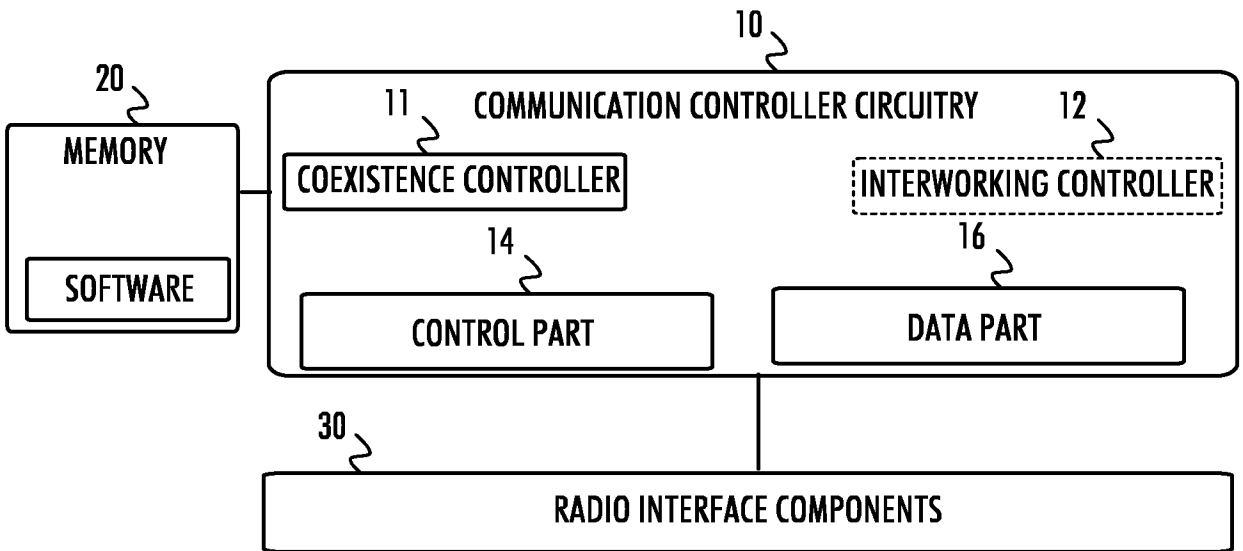 10
20
MEMORY
SOFTWARE
COMMUNICATION CONTROLLER CIRCUITRY
11
12
COEXISTENCE CONTROLLER
INTERWORKING CONTROLLER
14
16
CONTROL PART
DATA PART
30
RADIO INTERFACE COMPONENTS